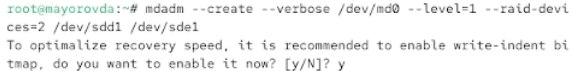 root@mayorovda:~# mdadm --create --verbose /dev/md0 --level=1 --raid-devi
ces=2 /dev/sdd1 /dev/sde1
To optimalize recovery speed, it is recommended to enable write-indent bi
tmap, do you want to enable it now? [y/N]? y